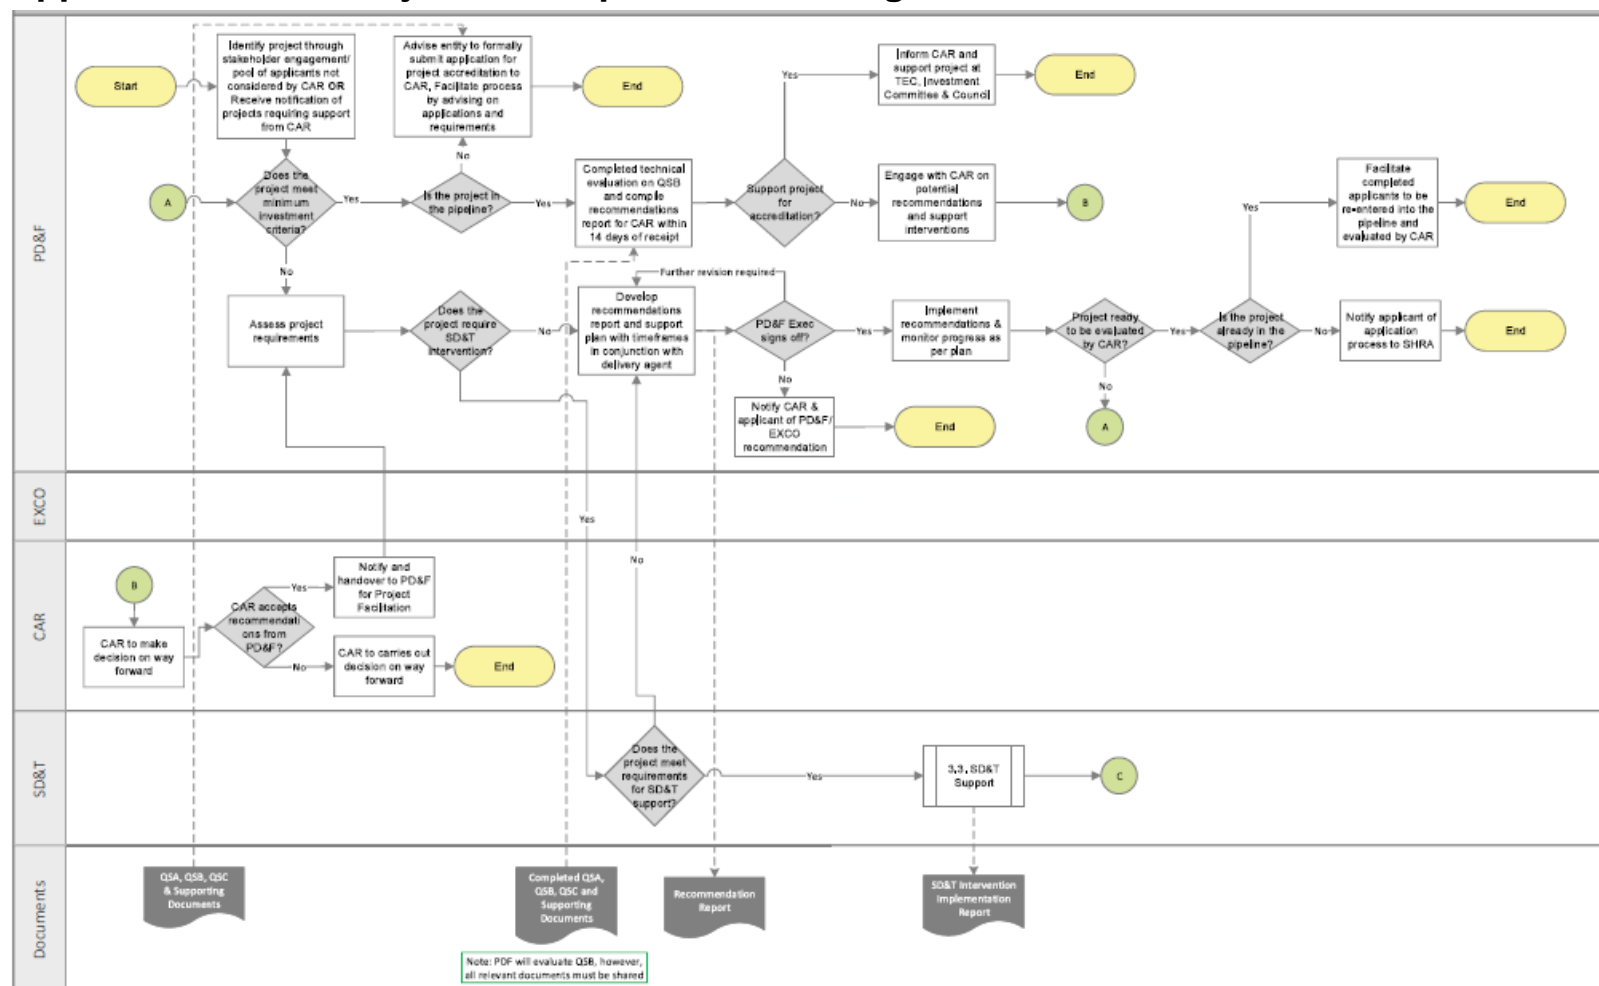 PD&F
Start
Identify project through
stakeholder engagement/
pool of applicants not
considered by CAR OR
Receive notification of
projects requiring support
from CAR
Advise entity to formally
submit application for
project accreditation to
CAR, Facilitate process
by advising on
applications and
requirements
End
Yes
Inform CAR and
support project at
TEC, Investment
Committee & Council
End
No
A
Does the
project meet
minimum
investment
criteria?
Yes
Is the project in
the pipeline?
Yes
Completed technical
evaluation on QSB
and compile
recommendations
report for CAR within
14 days of receipt
Support project
for
accreditation?
No
Engage with CAR on
potential
recommendations
and support
interventions
B
Yes
Facilitate
completed
applicants to be
re-entered into the
pipeline and
evaluated by CAR
End
No
Further revision required
Assess project
requirements
Does the
project require
SD&T
intervention?
No
Develop
recommendations
report and support
plan with timeframes
in conjunction with
delivery agent
PD&F Exec
signs off?
Yes
Implement
recommendations &
monitor progress as
per plan
Project ready
to be evaluated
by CAR?
Yes
Is the project
already in the
pipeline?
No
Notify applicant of
application
process to SHRA
End
No
No
Notify CAR &
applicant of PD&F/
EXCO
recommendation
End
A
EXCO
Yes
CAR
B
CAR to make
decision on way
forward
CAR accepts
recommendati
ons from
PD&F?
Yes
Notify and
handover to PD&F
for Project
Facilitation
No
CAR to carries out
decision on way
forward
End
No
SD&T
Does the
project meet
requirements
for SD&T
support?
Yes
3.3. SD&T
Support
C
Documents
QSA, QSB, QSC
& Supporting
Documents
Completed QSA,
QSB, QSC and
Supporting
Documents
Recommendation
Report
SD&T Intervention
Implementation
Report
Note: PDF will evaluate QSB, however,
all relevant documents must be shared